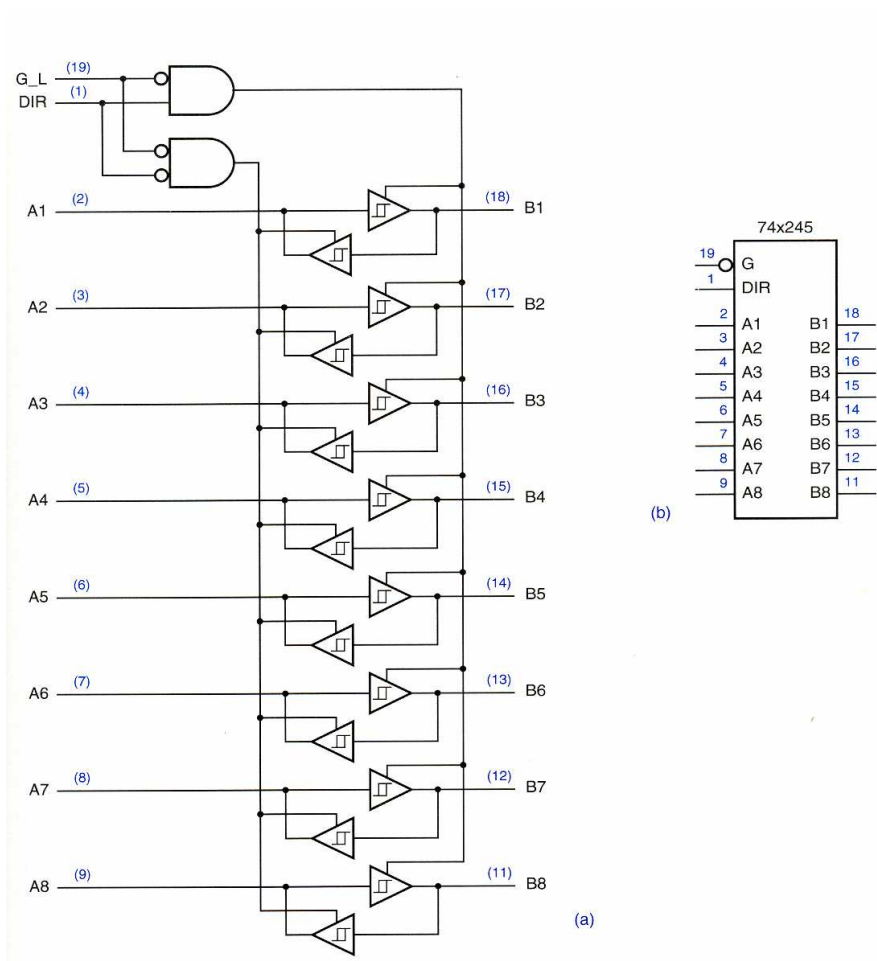 G_L (19)
DIR (1)
A1 (2) (18) B1
A2 (3) (17) B2
A3 (4) (16) B3
A4 (5) (15) B4
A5 (6) (14) B5
A6 (7) (13) B6
A7 (8) (12) B7
A8 (9) (11) B8
(a)
74x245
19 G
1 DIR
2 A1 B1 18
3 A2 B2 17
4 A3 B3 16
5 A4 B4 15
6 A5 B5 14
7 A6 B6 13
8 A7 B7 12
9 A8 B8 11
(b)